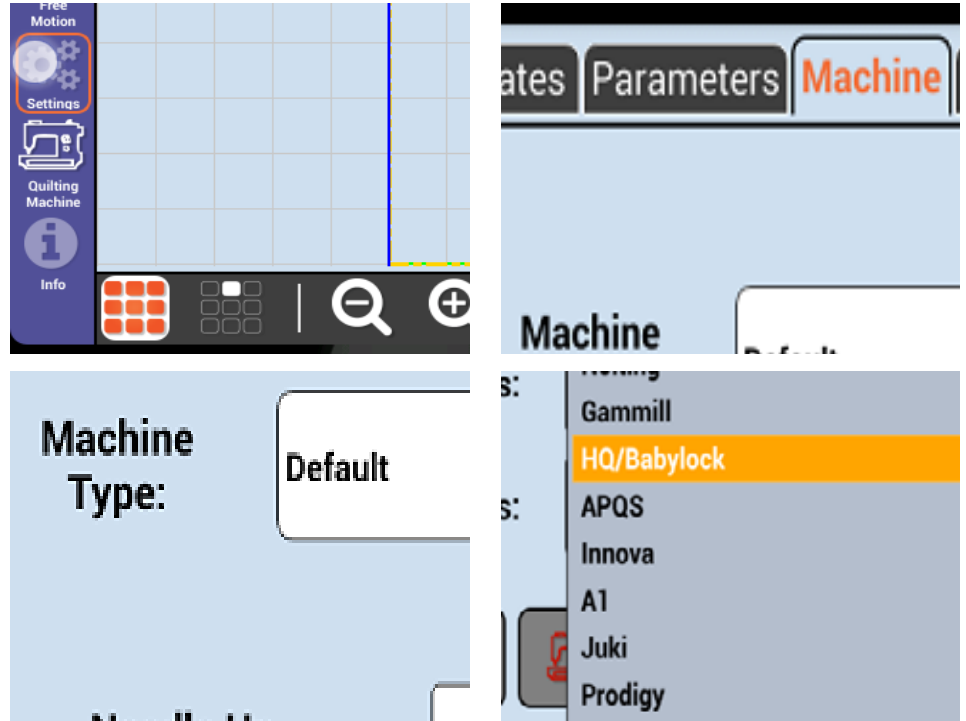 Free
Motion
Settings
Quilting
Machine
Info
ates Parameters Machine
Machine
Default
Machine
Type:
Default
s:
Gammill
HQ/Babylock
s:
APQS
Innova
A1
Juki
Prodigy